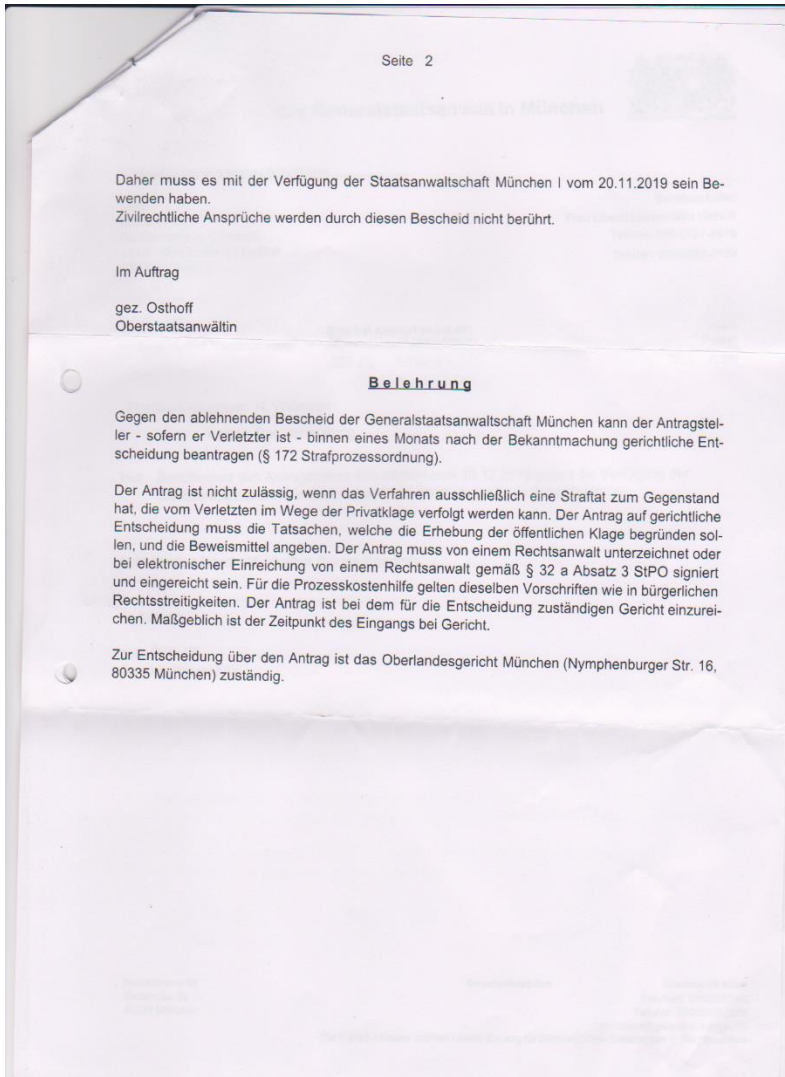 Seite 2
Daher muss es mit der Verfügung der Staatsanwaltschaft München I vom 20.11.2019 sein Be-
wenden haben.
Zivilrechtliche Ansprüche werden durch diesen Bescheid nicht berührt.
Im Auftrag
gez. Osthoff
Oberstaatsanwältin
Belehrung
Gegen den ablehnenden Bescheid der Generalstaatsanwaltschaft München kann der Antragstel-
ler - sofern er Verletzter ist - binnen eines Monats nach der Bekanntmachung gerichtliche Ent-
scheidung beantragen (§ 172 Strafprozessordnung).
Der Antrag ist nicht zulässig, wenn das Verfahren ausschließlich eine Straftat zum Gegenstand
hat, die vom Verletzten im Wege der Privatklage verfolgt werden kann. Der Antrag auf gerichtliche
Entscheidung muss die Tatsachen, welche die Erhebung der öffentlichen Klage begründen sol-
len, und die Beweismittel angeben. Der Antrag muss von einem Rechtsanwalt unterzeichnet oder
bei elektronischer Einreichung von einem Rechtsanwalt gemäß § 32 a Absatz 3 StPO signiert
und eingereicht sein. Für die Prozesskostenhilfe gelten dieselben Vorschriften wie in bürgerlichen
Rechtsstreitigkeiten. Der Antrag ist bei dem für die Entscheidung zuständigen Gericht einzurei-
chen. Maßgeblich ist der Zeitpunkt des Eingangs bei Gericht.
Zur Entscheidung über den Antrag ist das Oberlandesgericht München (Nymphenburger Str. 16,
80335 München) zuständig.